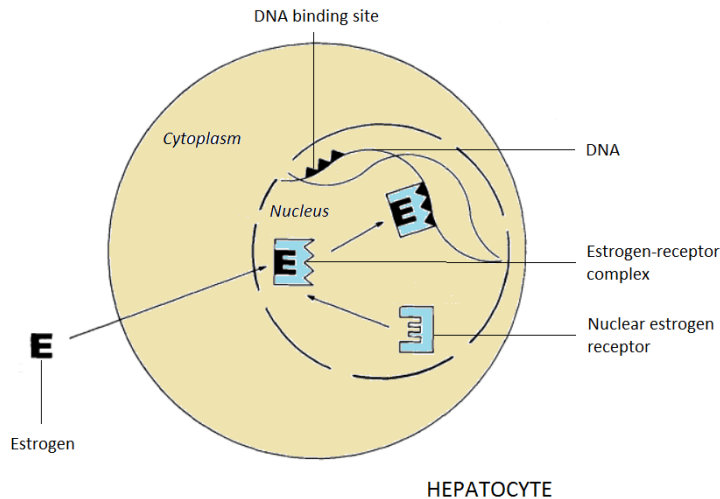 DNA binding site
Cytoplasm
DNA
Nucleus
E
E
Estrogen-receptor
complex
E
Nuclear estrogen
receptor
E
Estrogen
HEPATOCYTE